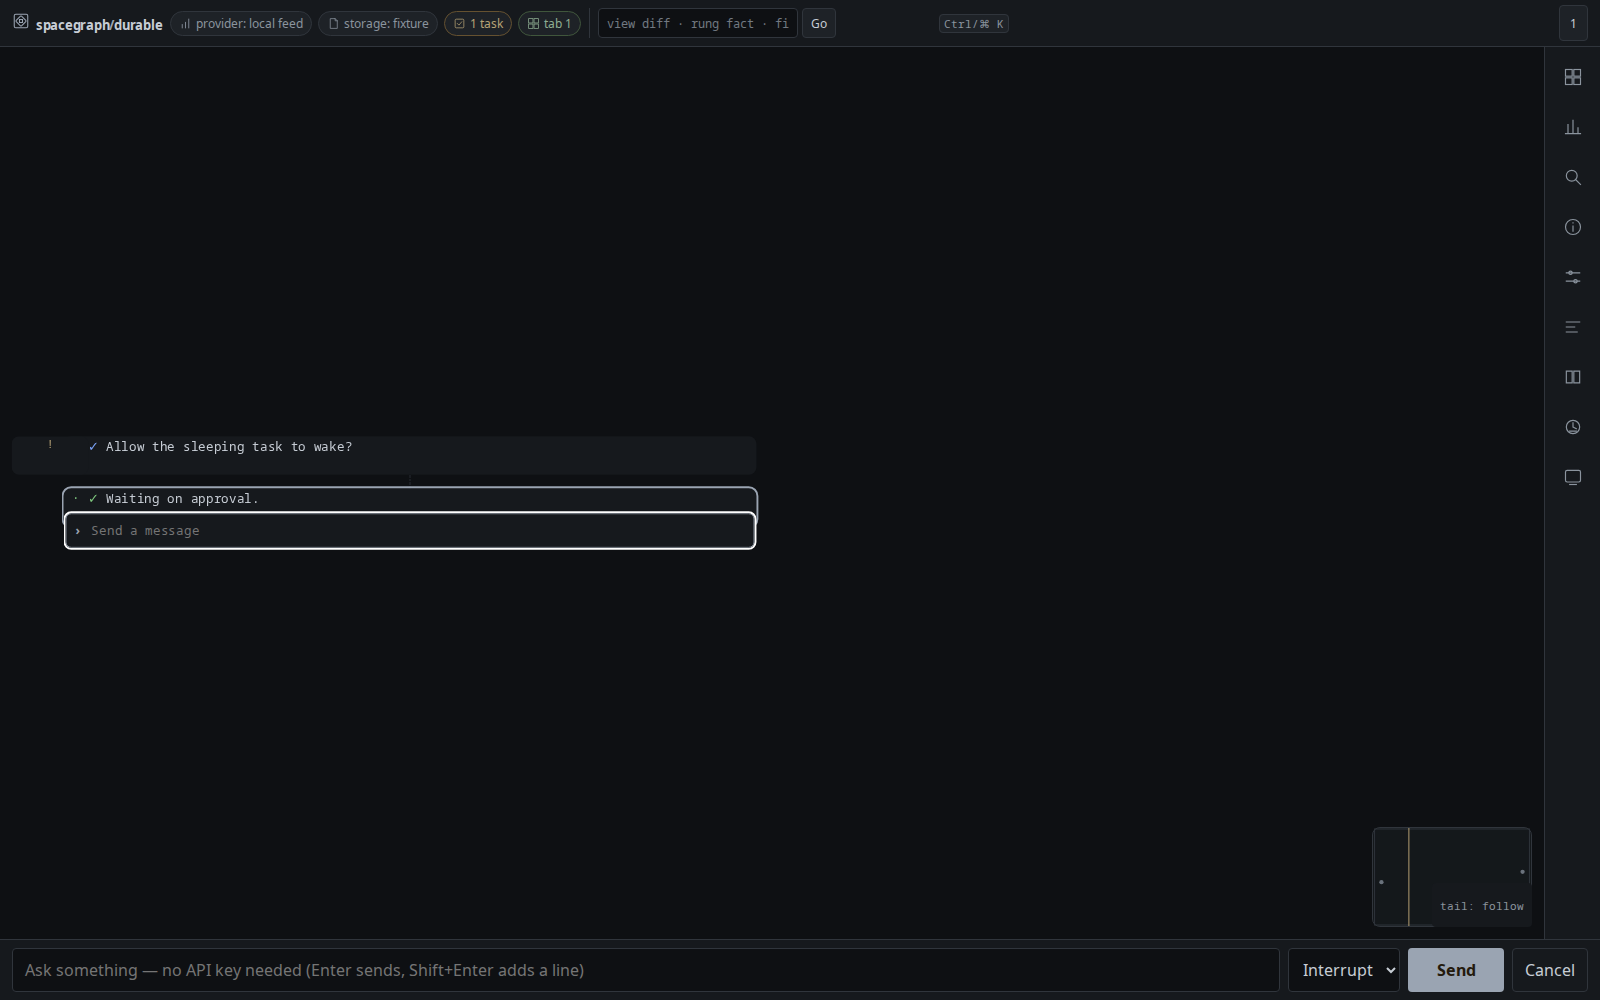 spacegraph/durable provider: local feed storage: fixture 1 task tab 1 view diff · rung fact · fi Go Ctrl/⌘ K 1
! ✓ Allow the sleeping task to wake?
· ✓ Waiting on approval.
› Send a message
tail: follow
Ask something — no API key needed (Enter sends, Shift+Enter adds a line) Interrupt Send Cancel